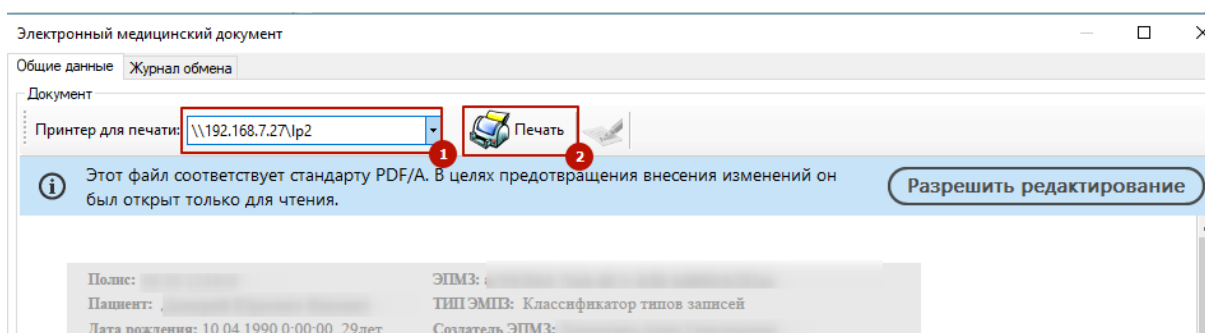 Электронный медицинский документ
Общие данные Журнал обмена
Документ
Принтер для печати: \\192.168.7.27\lp2 Печать
1
2
Этот файл соответствует стандарту PDF/A. В целях предотвращения внесения изменений он
был открыт только для чтения.
Разрешить редактирование
Полис: ЭПМЗ:
Пациент: ТИП ЭМПЗ: Классификатор типов записей
Дата рождения: 10.04.1990 0:00:00, 29лет Создатель ЭПМЗ: